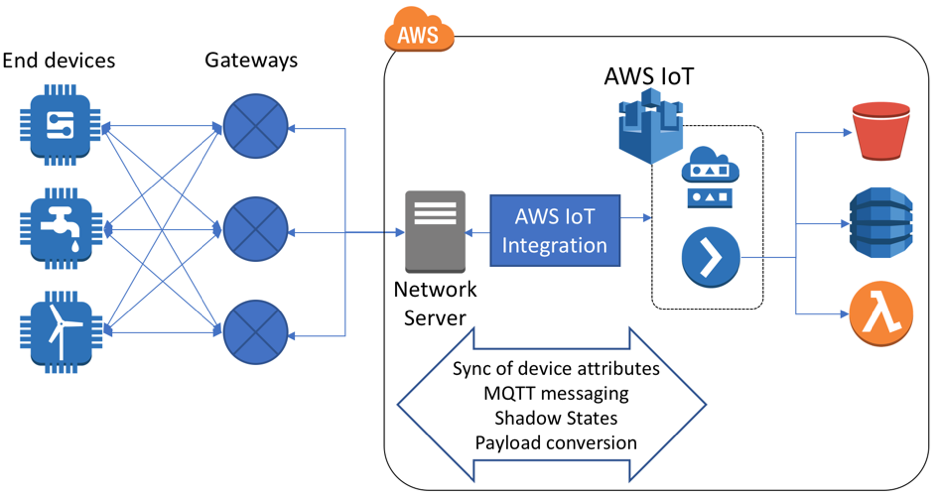 AWS
End devices
Gateways
AWS IoT
AWS IoT
Integration
Network
Server
Sync of device attributes
MQTT messaging
Shadow States
Payload conversion